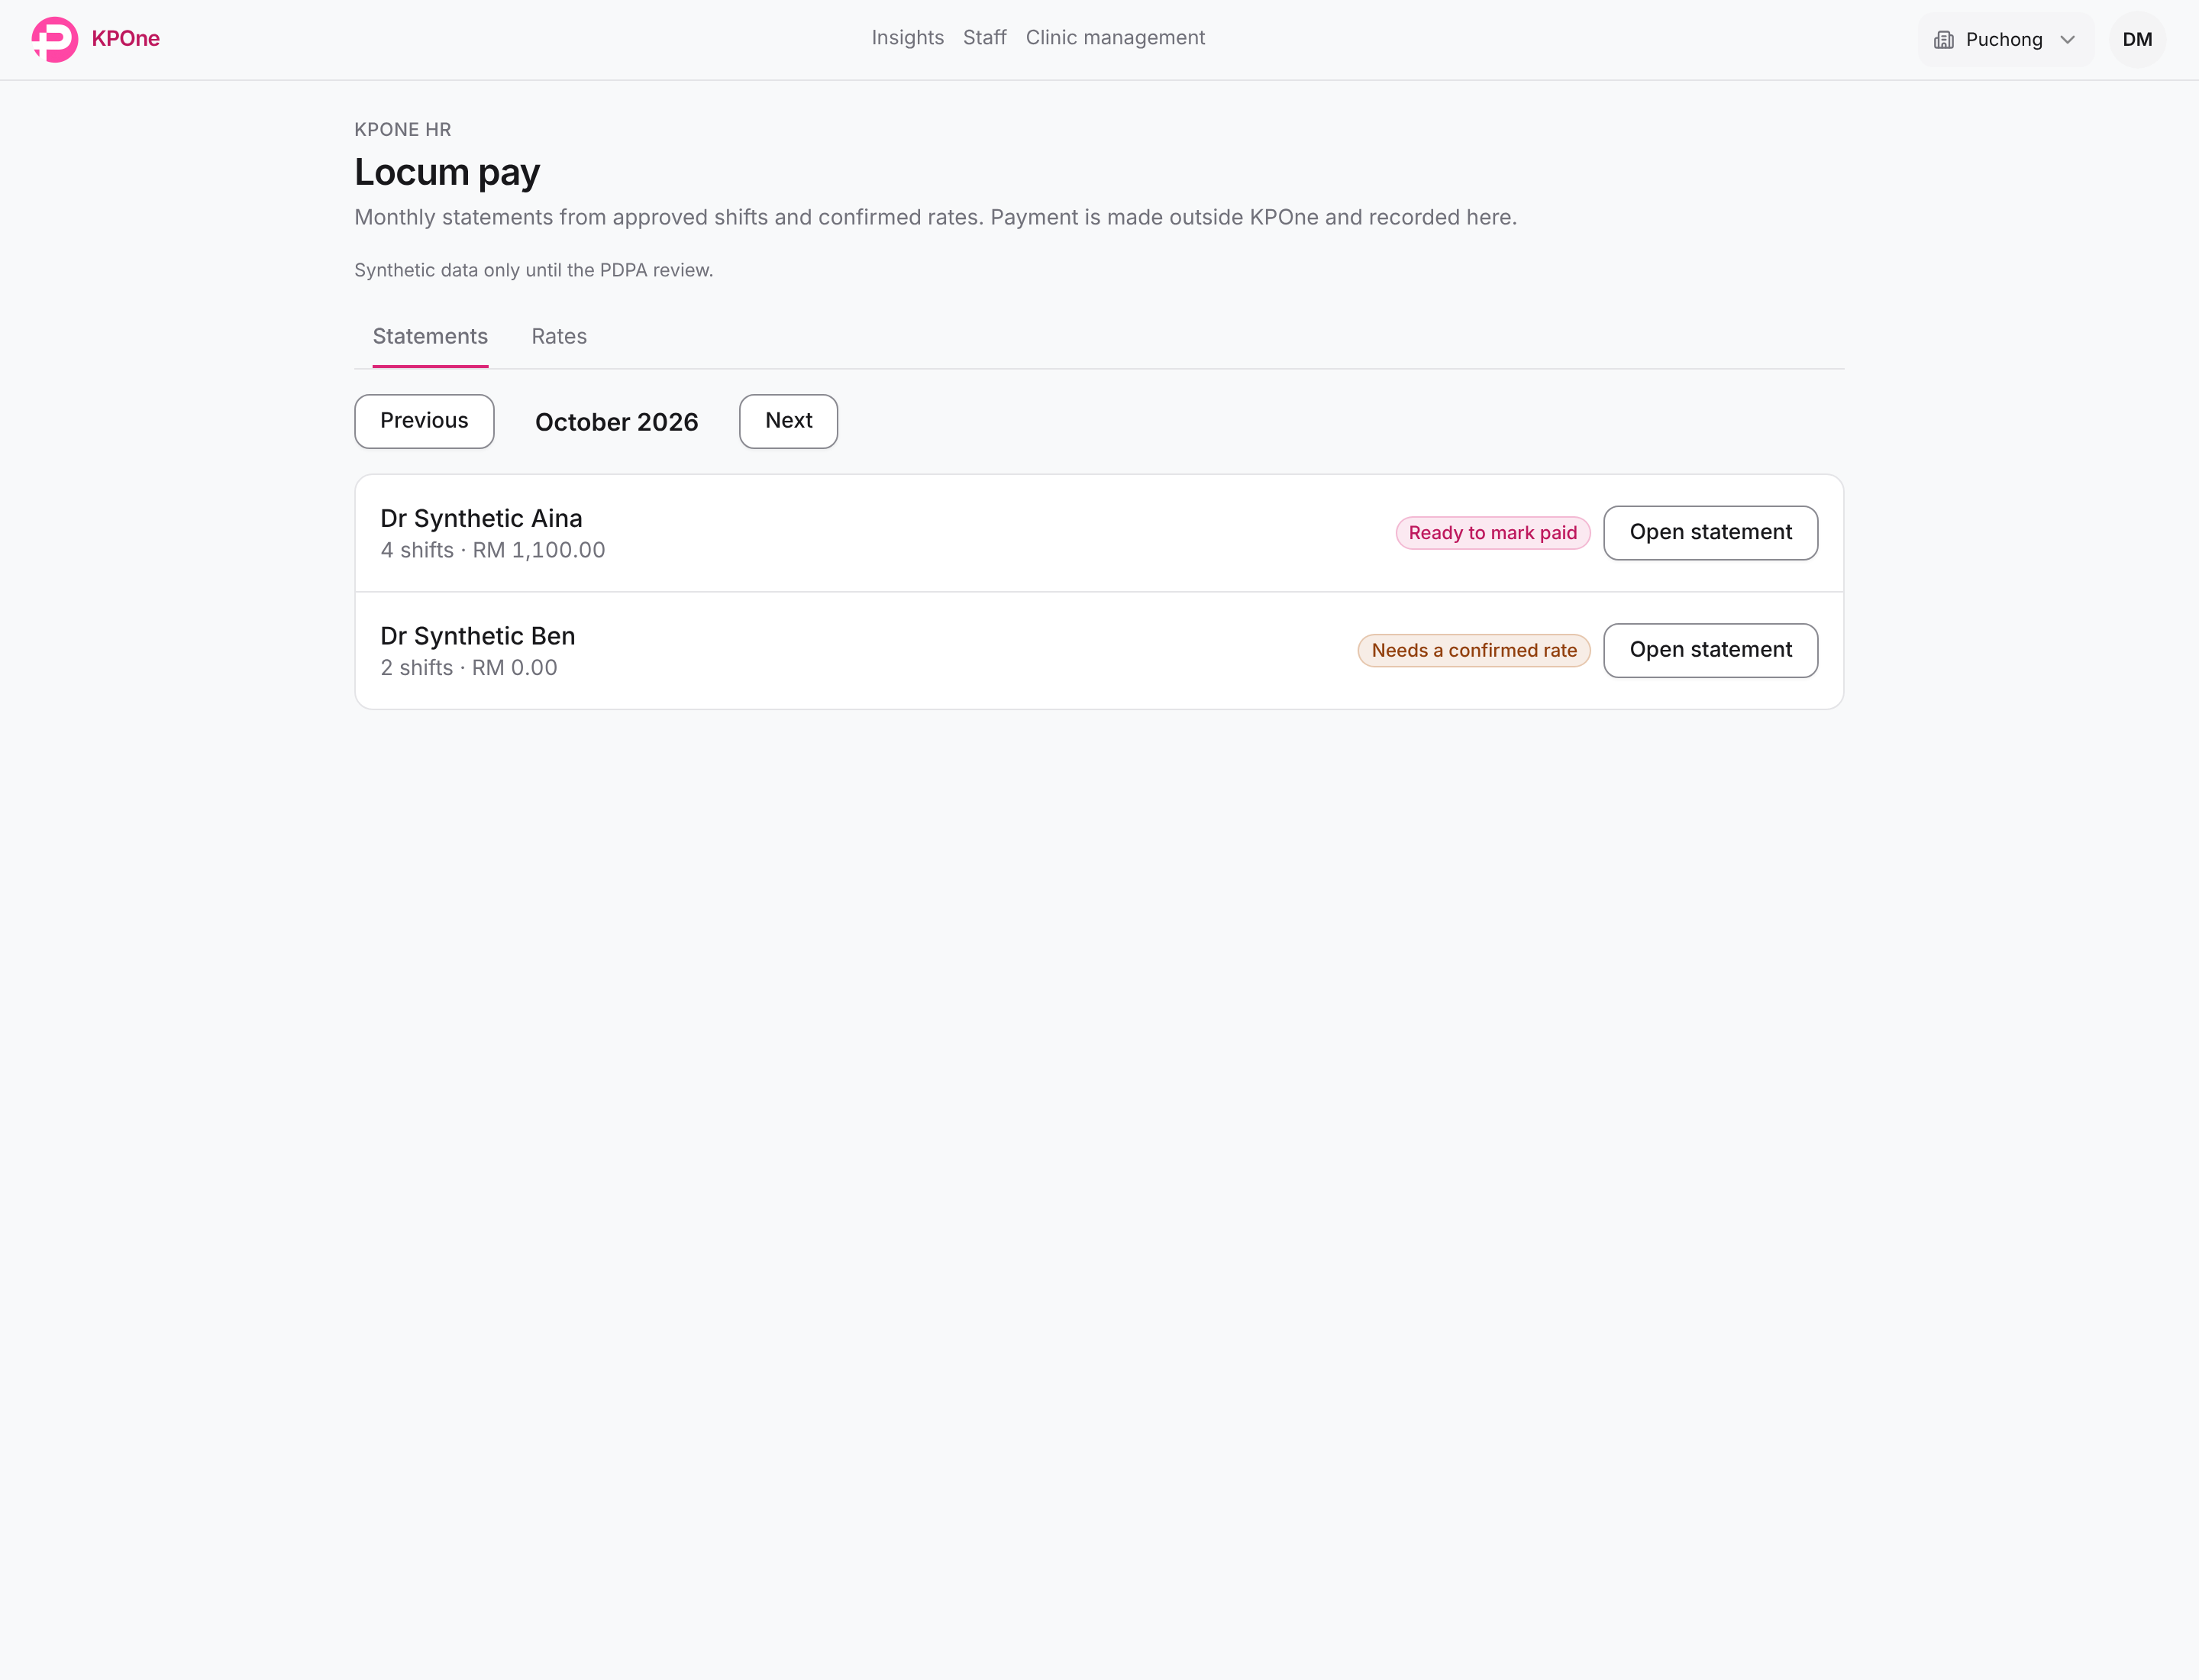 KPOne
Insights Staff Clinic management
Puchong
DM
KPONE HR
Locum pay
Monthly statements from approved shifts and confirmed rates. Payment is made outside KPOne and recorded here.
Synthetic data only until the PDPA review.
Statements Rates
Previous October 2026 Next
Dr Synthetic Aina
4 shifts · RM 1,100.00
Ready to mark paid Open statement
Dr Synthetic Ben
2 shifts · RM 0.00
Needs a confirmed rate Open statement